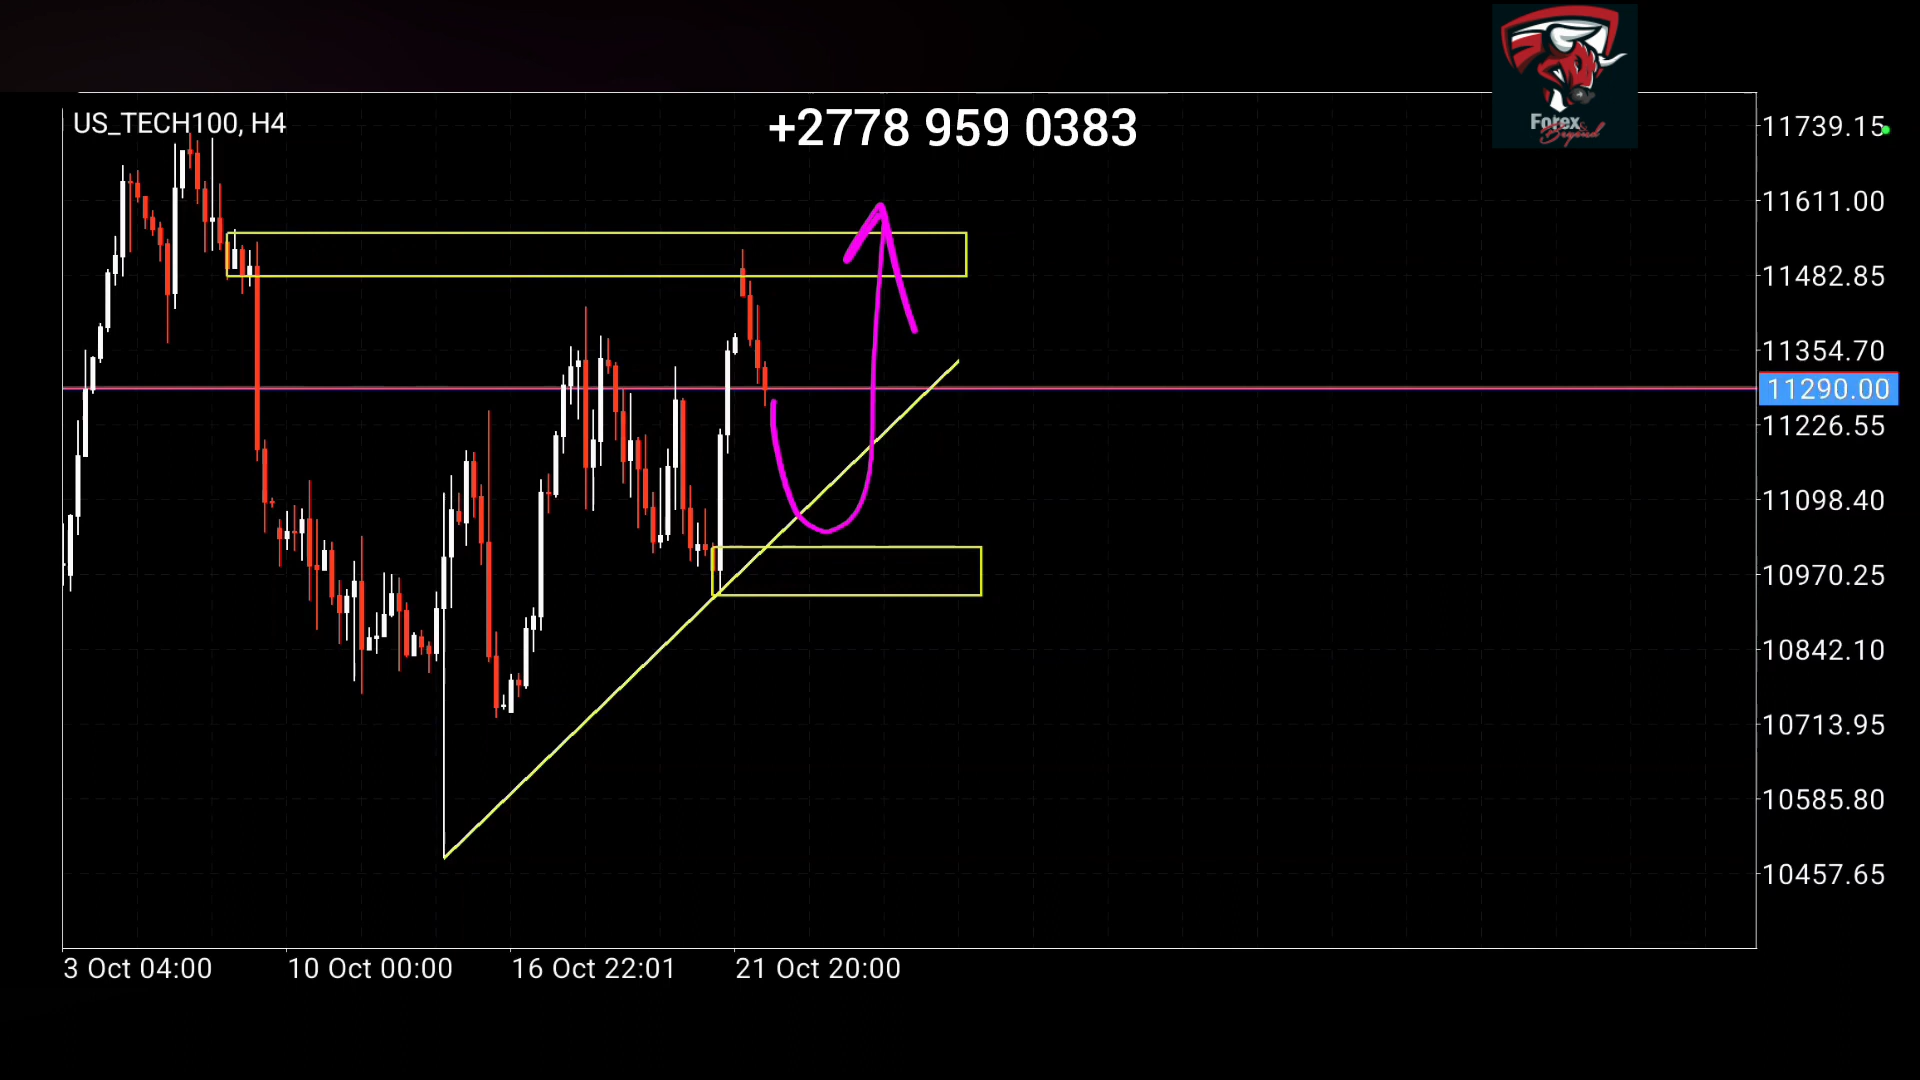 Forex
Beyond
US_TECH100, H4
+2778 959 0383
11739.15
11611.00
11482.85
11354.70
11290.00
11226.55
11098.40
10970.25
10842.10
10713.95
10585.80
10457.65
3 Oct 04:00
10 Oct 00:00
16 Oct 22:01
21 Oct 20:00